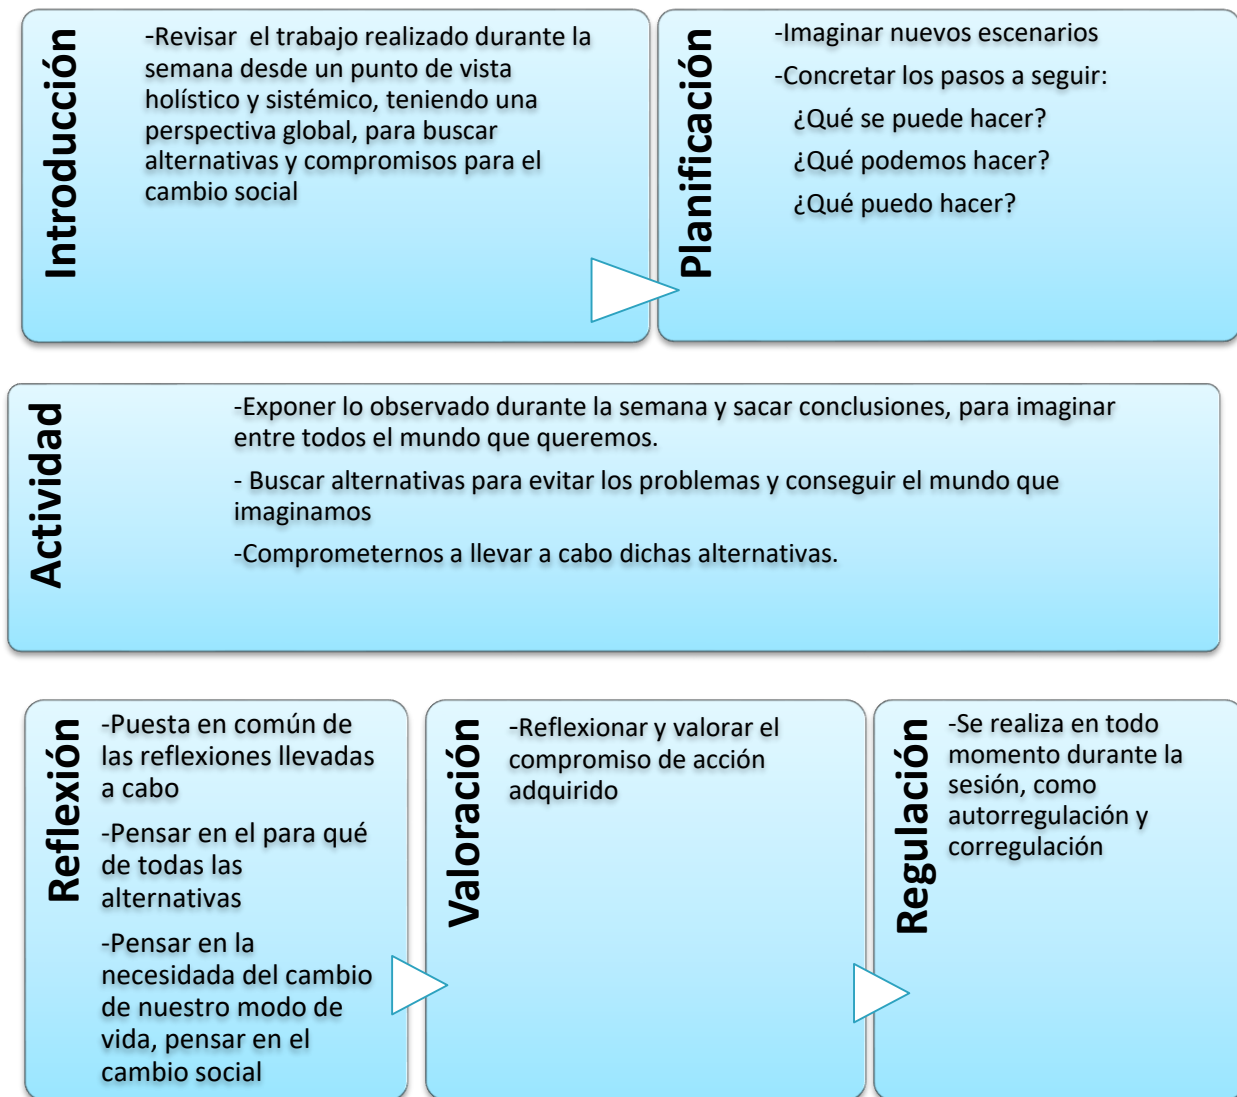 Introducción
-Revisar el trabajo realizado durante la
semana desde un punto de vista
holístico y sistémico, teniendo una
perspectiva global, para buscar
alternativas y compromisos para el
cambio social
Planificación
-Imaginar nuevos escenarios
-Concretar los pasos a seguir:
¿Qué se puede hacer?
¿Qué podemos hacer?
¿Qué puedo hacer?
Actividad
-Exponer lo observado durante la semana y sacar conclusiones, para imaginar
entre todos el mundo que queremos.
- Buscar alternativas para evitar los problemas y conseguir el mundo que
imaginamos
-Comprometernos a llevar a cabo dichas alternativas.
Reflexión
-Puesta en común de
las reflexiones llevadas
a cabo
-Pensar en el para qué
de todas las
alternativas
-Pensar en la
necesidada del cambio
de nuestro modo de
vida, pensar en el
cambio social
Valoración
-Reflexionar y valorar el
compromiso de acción
adquirido
Regulación
-Se realiza en todo
momento durante la
sesión, como
autorregulación y
corregulación